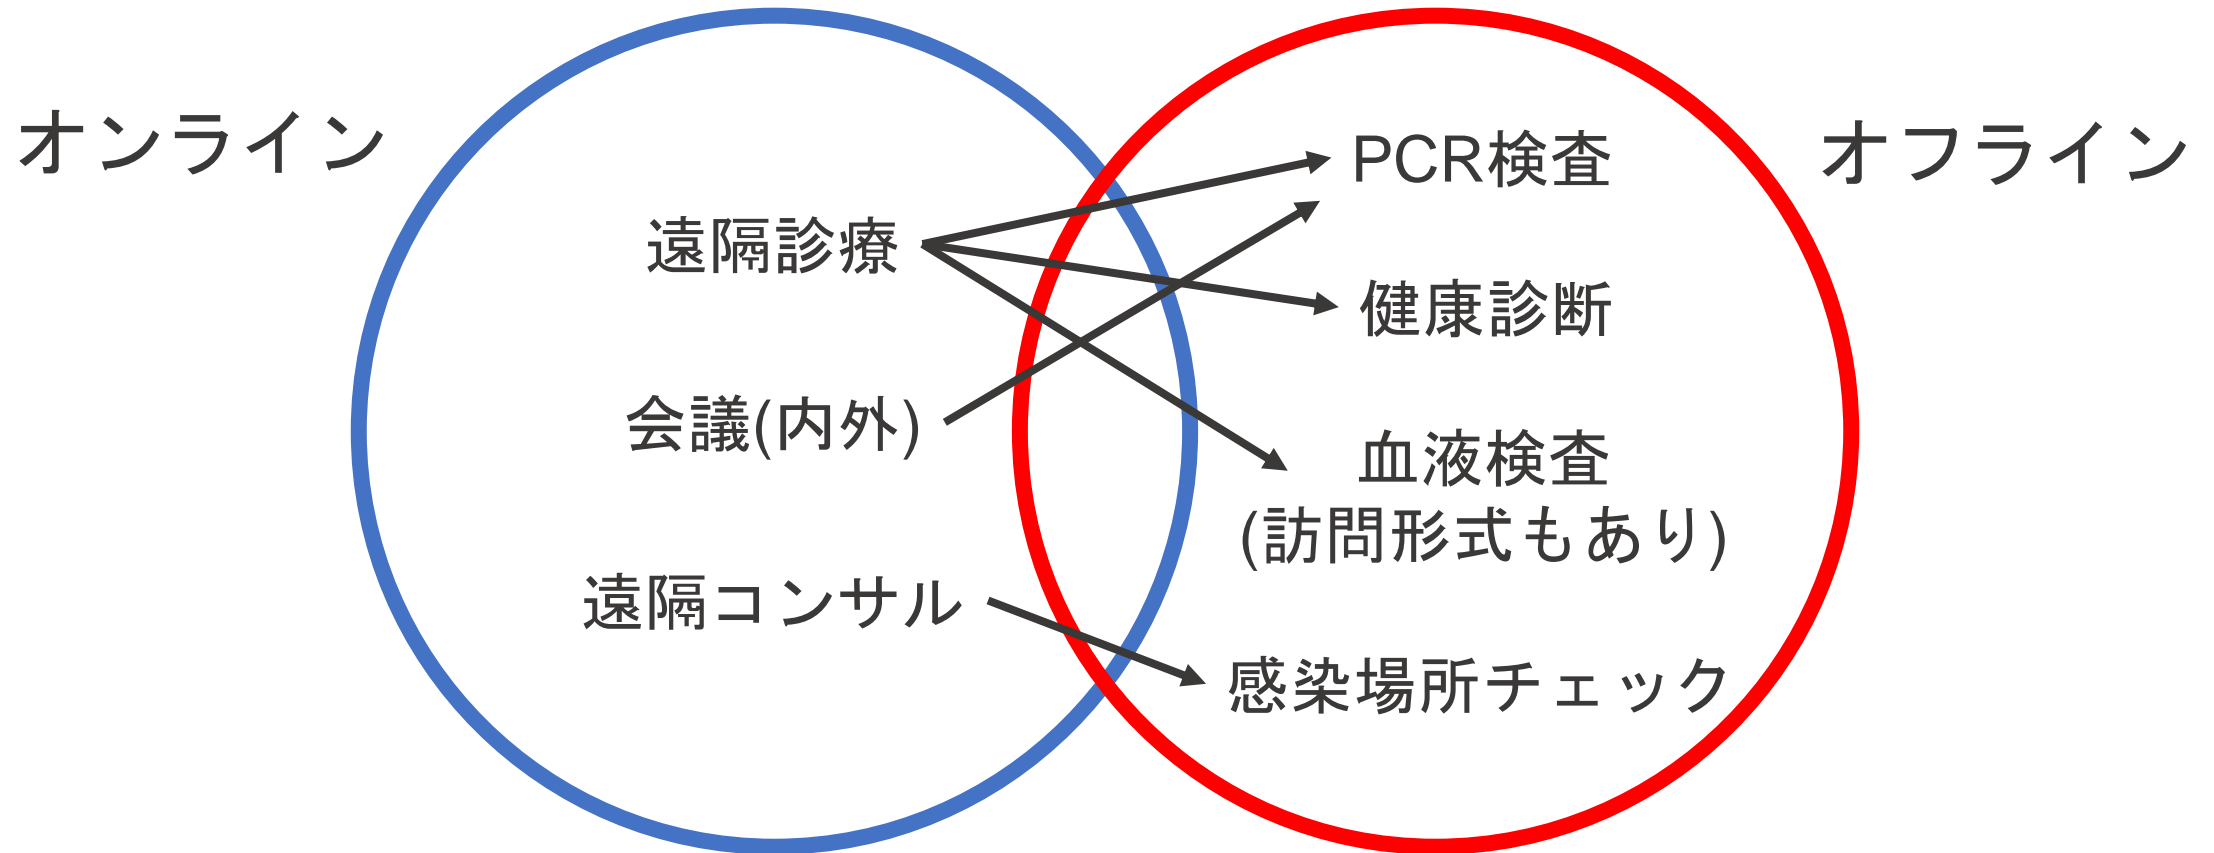 オンライン
遠隔診療
会議(内外)
遠隔コンサル
オフライン
PCR検査
健康診断
血液検査
(訪問形式もあり)
感染場所チェック